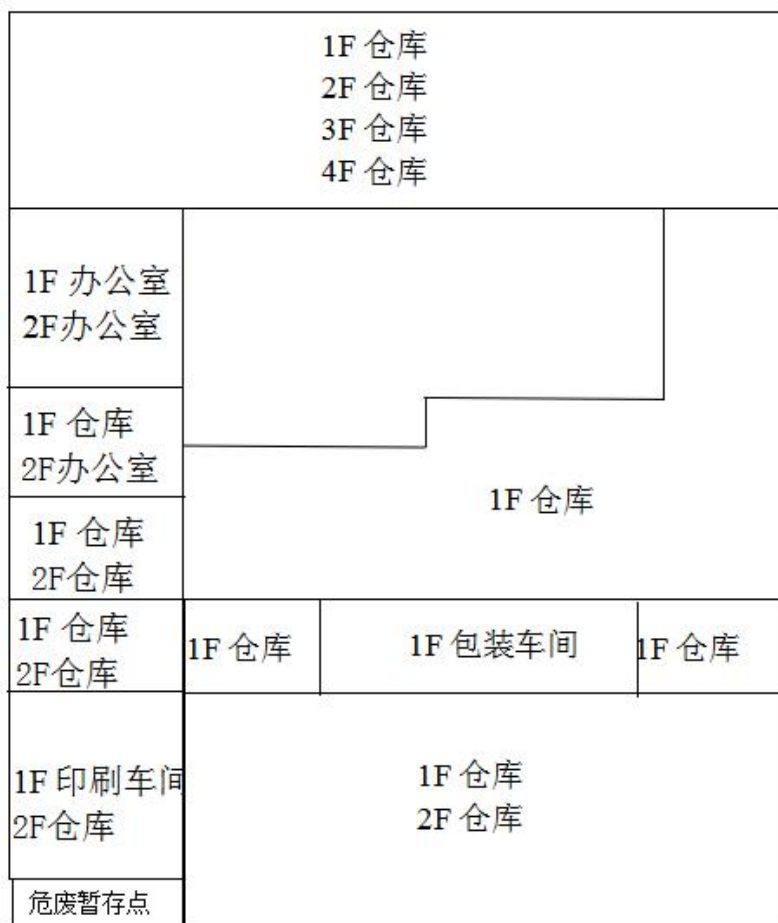 1F 仓库
2F 仓库
3F 仓库
4F 仓库
1F 办公室
2F办公室
1F 仓库
2F办公室
1F 仓库
1F 仓库
2F仓库
1F 仓库
2F仓库
1F 仓库
1F 包装车间
1F 仓库
1F 印刷车间
2F仓库
1F 仓库
2F 仓库
危废暂存点